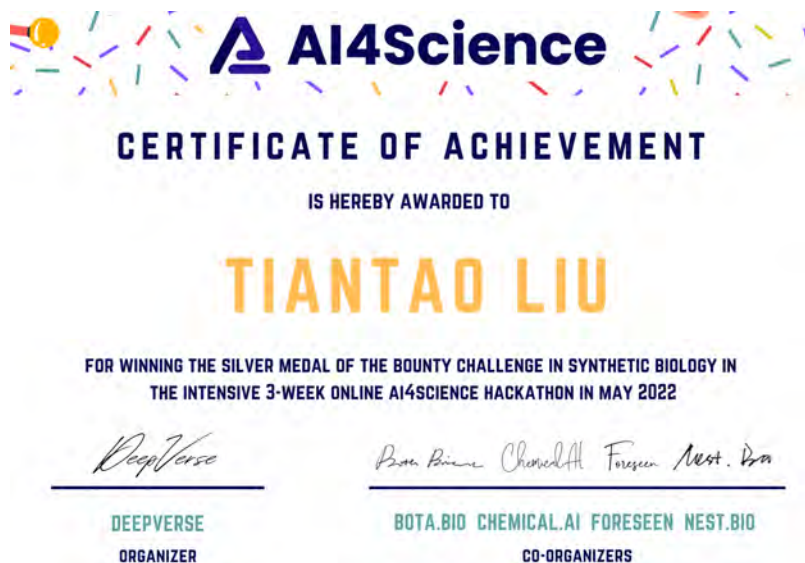 AI4Science
CERTIFICATE OF ACHIEVEMENT
IS HEREBY AWARDED TO
TIANTAO LIU
FOR WINNING THE SILVER MEDAL OF THE BOUNTY CHALLENGE IN SYNTHETIC BIOLOGY IN
THE INTENSIVE 3-WEEK ONLINE AI4SCIENCE HACKATHON IN MAY 2022
DeepVerse
ChemicalAI Foreseen Nest.
DEEPVERSE
BOTA.BIO CHEMICAL.AI FORESEEN NEST.BIO
ORGANIZER
CO-ORGANIZERS